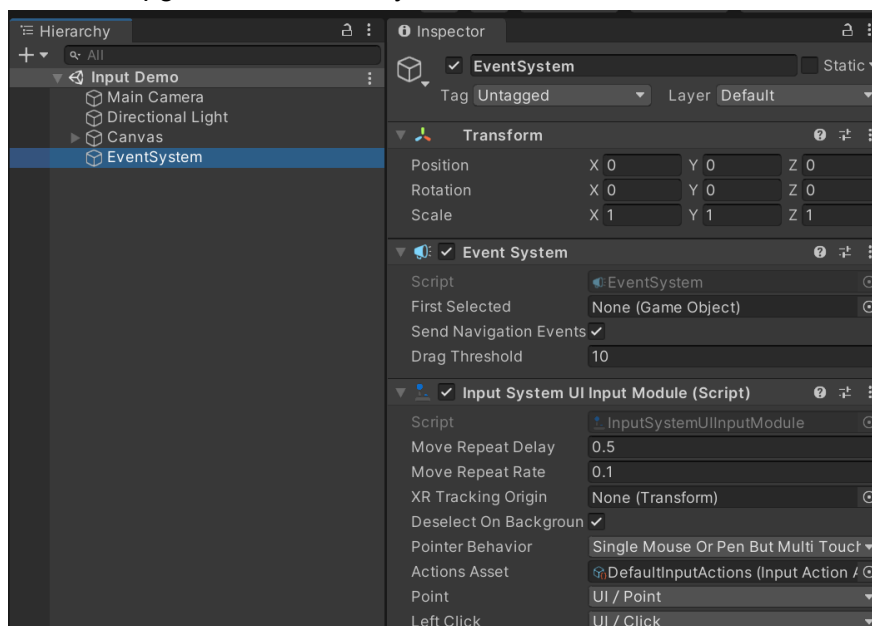 Hierarchy
All
Input Demo
Main Camera
Directional Light
Canvas
EventSystem
Inspector
EventSystem
Static
Tag Untagged Layer Default
Transform
Position X 0 Y 0 Z 0
Rotation X 0 Y 0 Z 0
Scale X 1 Y 1 Z 1
Event System
Script EventSystem
First Selected None (Game Object)
Send Navigation Events
Drag Threshold 10
Input System UI Input Module (Script)
Script InputSystemUIInputModule
Move Repeat Delay 0.5
Move Repeat Rate 0.1
XR Tracking Origin None (Transform)
Deselect On Backgroun
Pointer Behavior Single Mouse Or Pen But Multi Touch
Actions Asset DefaultInputActions (Input Action A
Point UI / Point
Left Click UI / Click